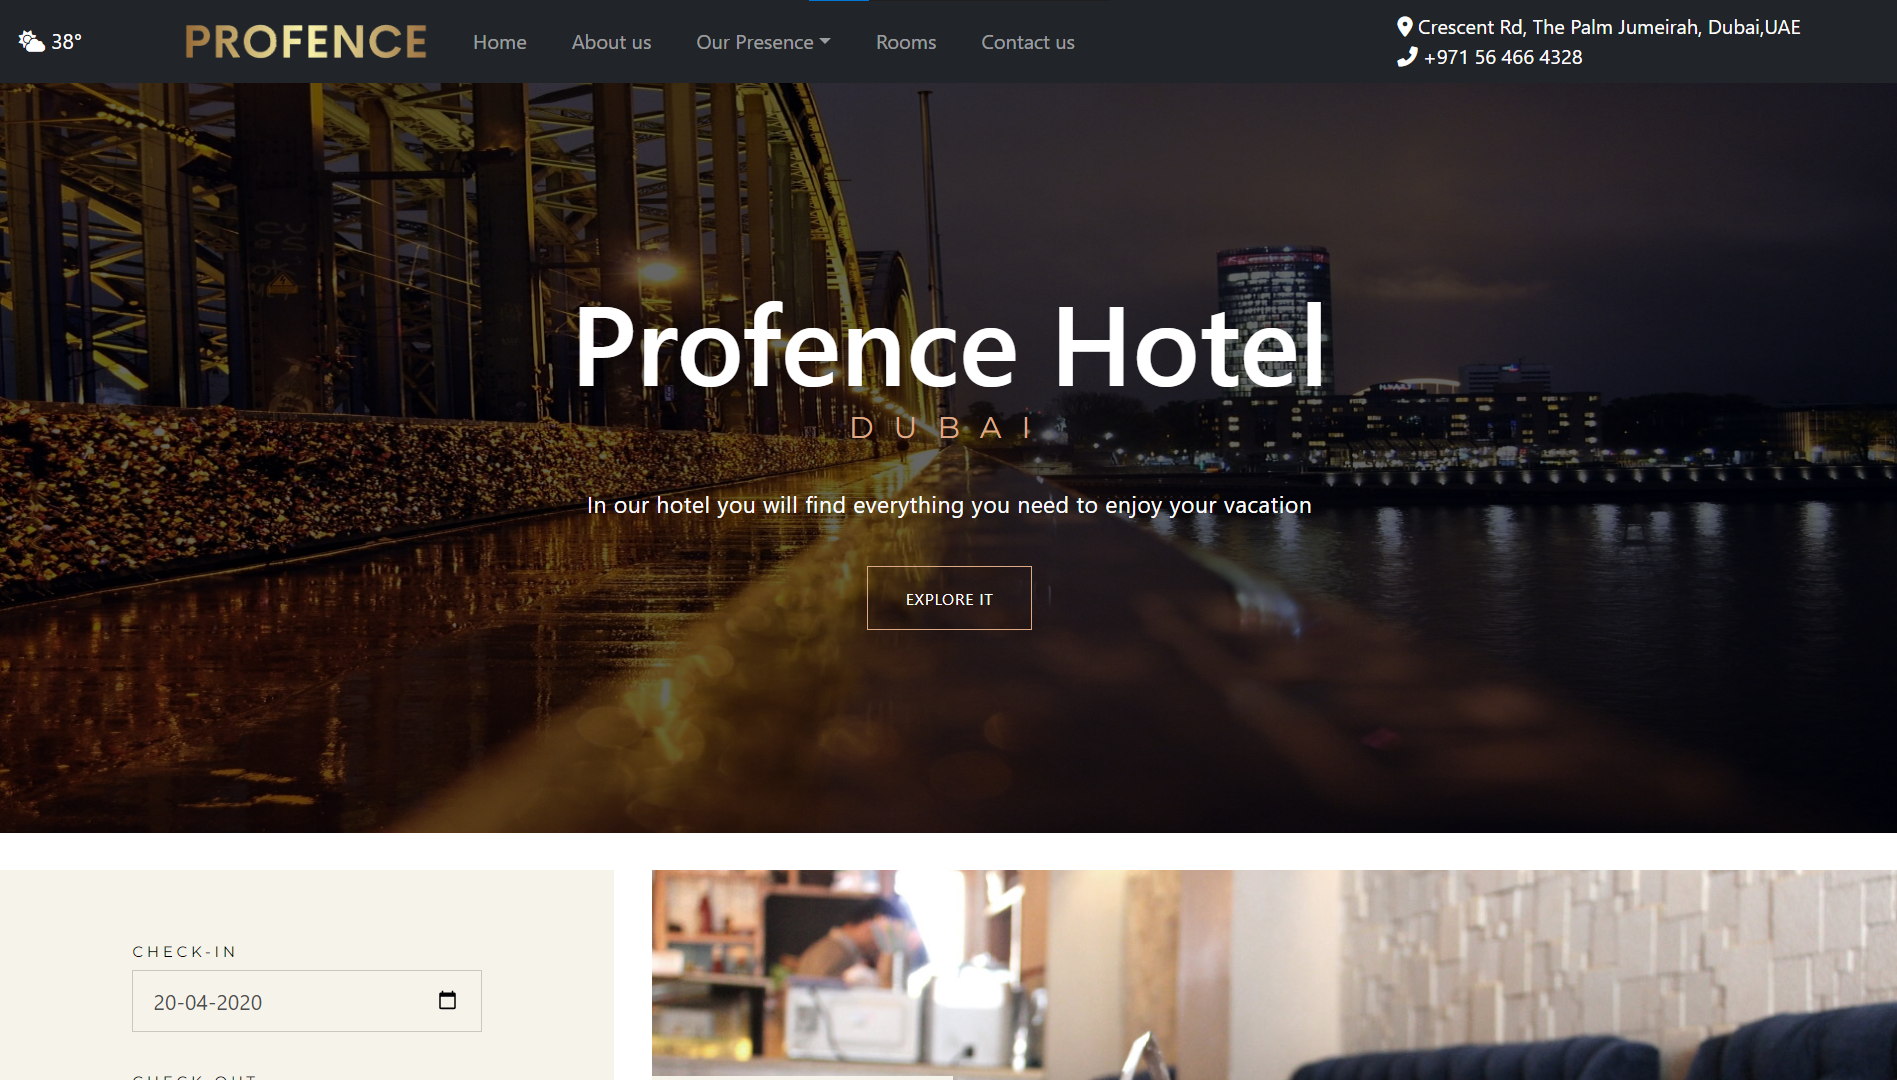 38°
PROFENCE
Home
About us
Our Presence
Rooms
Contact us
Crescent Rd, The Palm Jumeirah, Dubai,UAE
+971 56 466 4328
Profence Hotel
DUBAI
In our hotel you will find everything you need to enjoy your vacation
EXPLORE IT
CHECK-IN
20-04-2020
CHECK-OUT